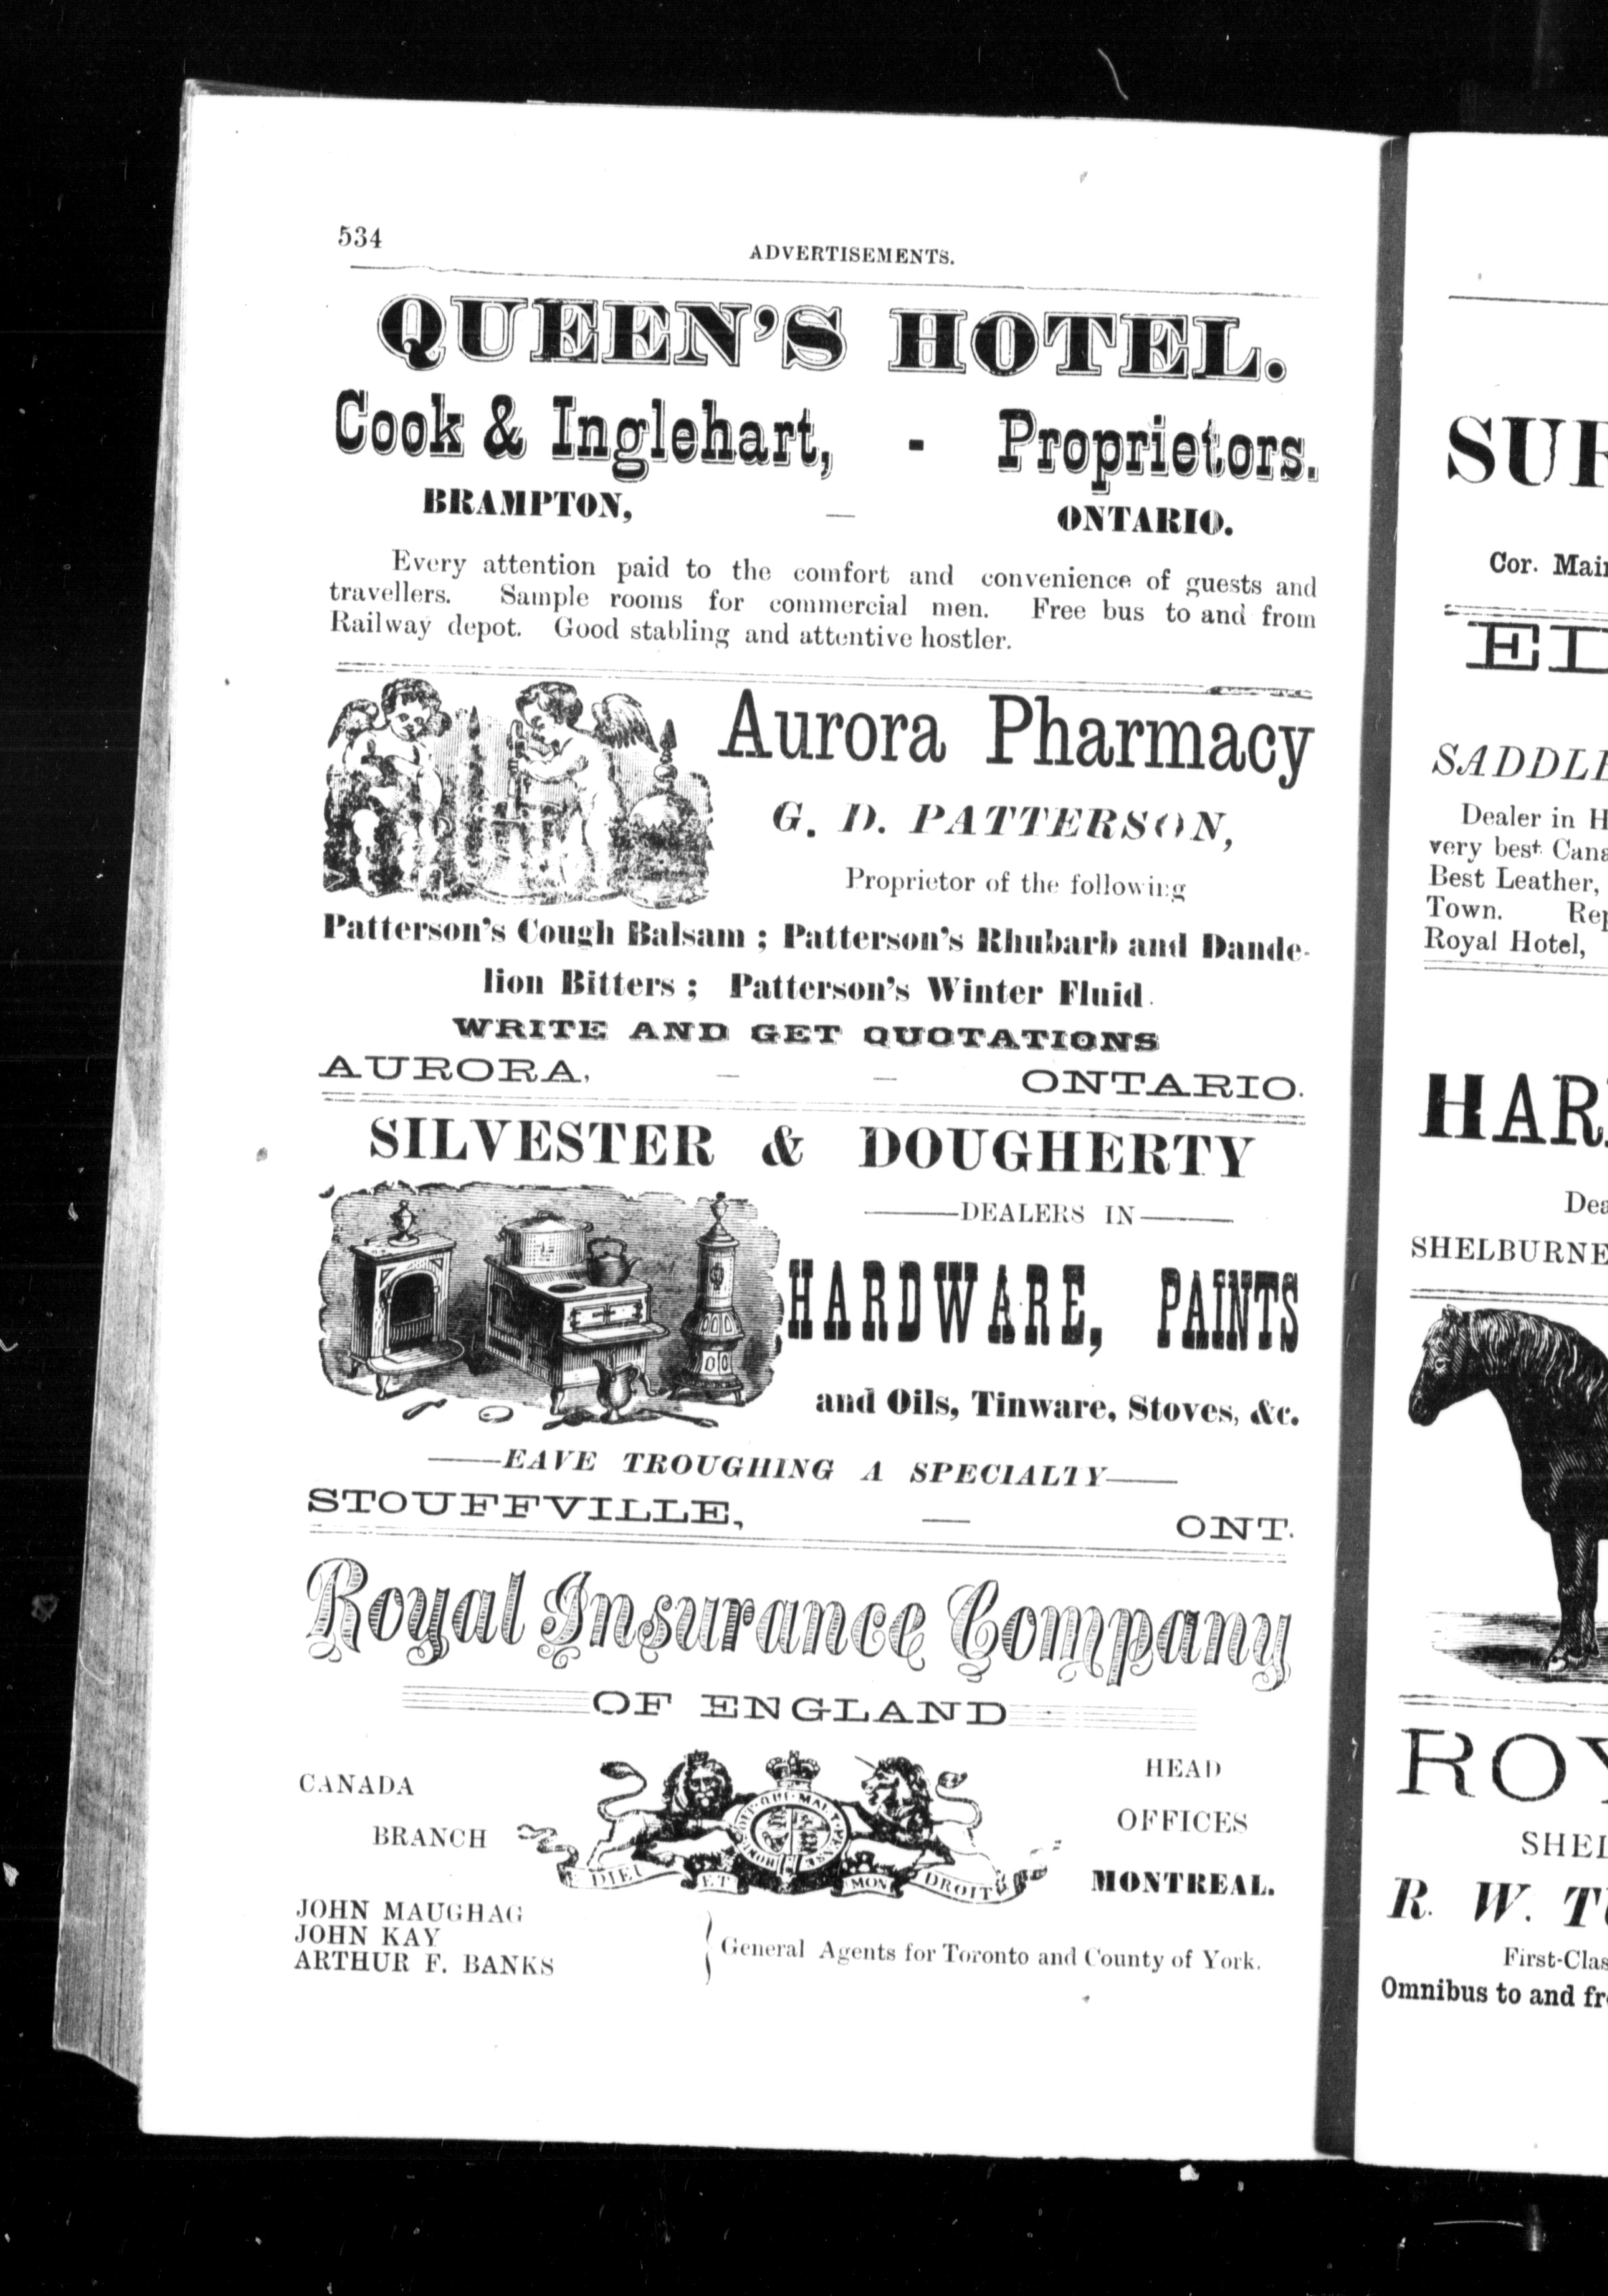 534
ADVERTISEMENTS.
QUEEN'S HOTEL.
Cook & Inglehart, - Proprietors.
BRAMPTON, — ONTARIO.
Every attention paid to the comfort and convenience of guests and
travellers. Sample rooms for commercial men. Free bus to and from
Railway depot. Good stabling and attentive hostler.
Aurora Pharmacy
G. D. PATTERSON,
Proprietor of the following
Patterson's Cough Balsam ; Patterson's Rhubarb and Dande-
lion Bitters ; Patterson's Winter Fluid.
WRITE AND GET QUOTATIONS
AURORA, — — ONTARIO.
SILVESTER & DOUGHERTY
——DEALERS IN——
HARDWARE, PAINTS
and Oils, Tinware, Stoves, &c.
——EAVE TROUGHING A SPECIALTY——
STOUFFVILLE, — ONT.
Royal Insurance Company
OF ENGLAND
CANADA
BRANCH
DIEU ET MON DROIT
HEAD
OFFICES
MONTREAL.
JOHN MAUGHAG
JOHN KAY
ARTHUR F. BANKS
General Agents for Toronto and County of York.
SUR
Cor. Main
SADDLE
Dealer in H
very best Cana
Best Leather,
Town. Rep
Royal Hotel,
HAR
Dea
SHELBURNE
ROY
SHEL
R. W. TU
First-Clas
Omnibus to and fr